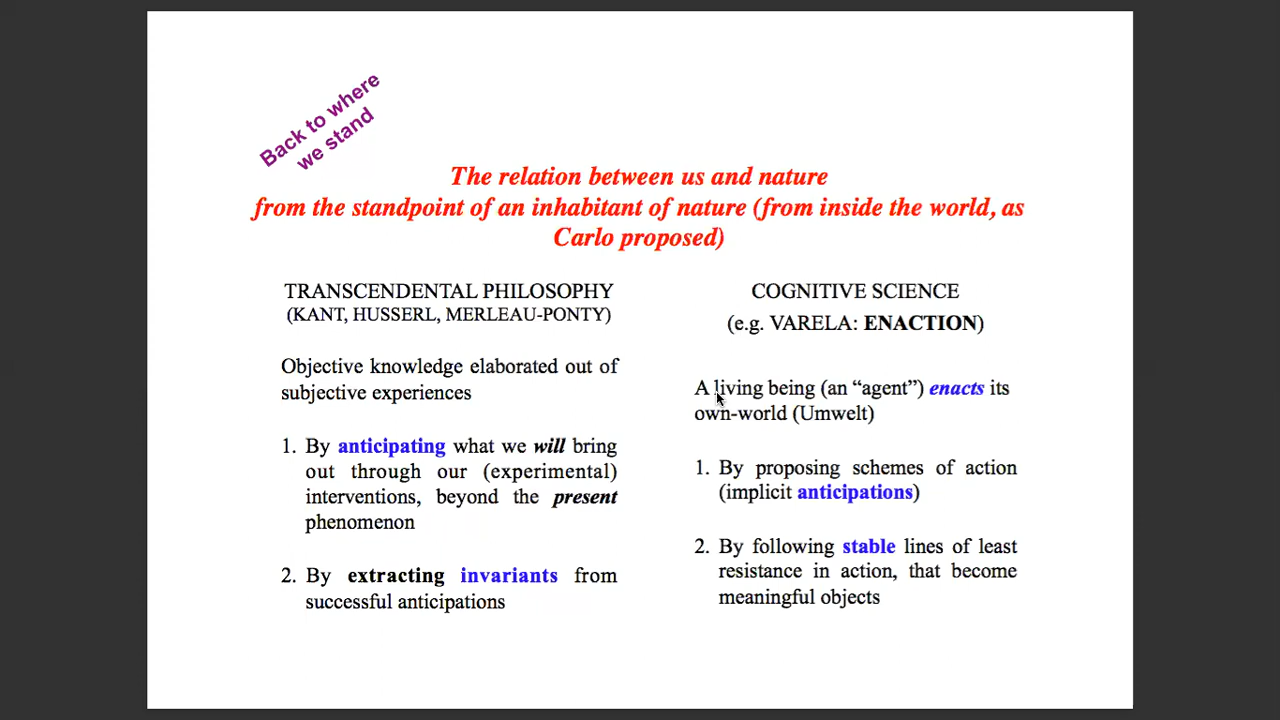 Back to where
we stand
The relation between us and nature
from the standpoint of an inhabitant of nature (from inside the world, as
Carlo proposed)
TRANSCENDENTAL PHILOSOPHY
(KANT, HUSSERL, MERLEAU-PONTY)
Objective knowledge elaborated out of
subjective experiences
1. By anticipating what we will bring
out through our (experimental)
interventions, beyond the present
phenomenon
2. By extracting invariants from
successful anticipations
COGNITIVE SCIENCE
(e.g. VARELA: ENACTION)
A living being (an “agent”) enacts its
own-world (Umwelt)
1. By proposing schemes of action
(implicit anticipations)
2. By following stable lines of least
resistance in action, that become
meaningful objects